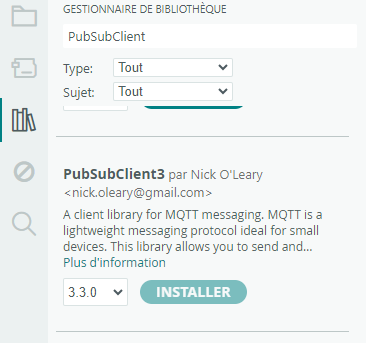 GESTIONNAIRE DE BIBLIOTHÈQUE
PubSubClient
Type: Tout
Sujet: Tout
PubSubClient3 par Nick O'Leary
<nick.oleary@gmail.com>
A client library for MQTT messaging. MQTT is a
lightweight messaging protocol ideal for small
devices. This library allows you to send and...
Plus d'information
3.3.0 INSTALLER